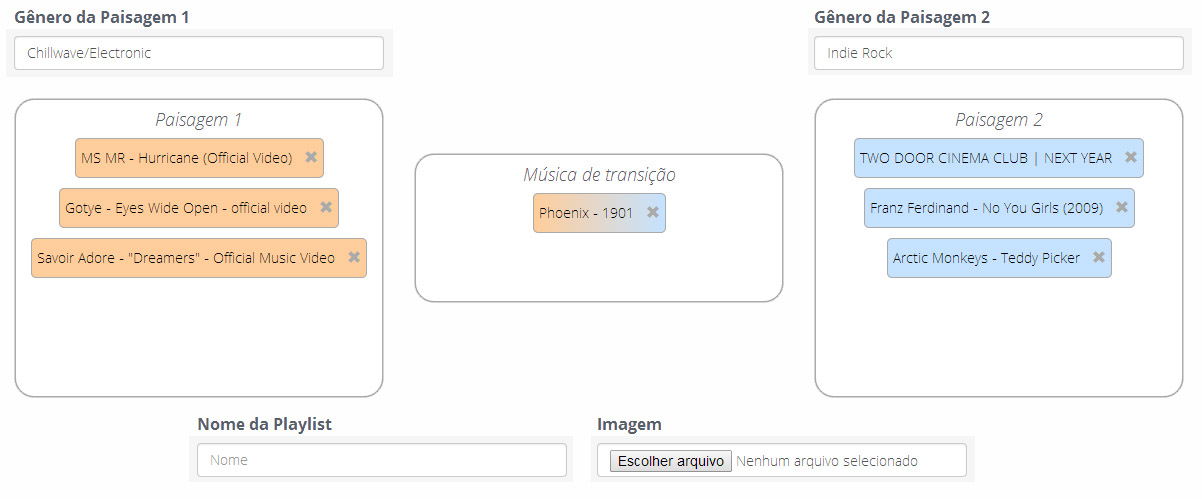 Gênero da Paisagem 1
Chillwave/Electronic
Gênero da Paisagem 2
Indie Rock
Paisagem 1
MS MR - Hurricane (Official Video) ✖
Gotye - Eyes Wide Open - official video ✖
Savoir Adore - "Dreamers" - Official Music Video ✖
Música de transição
Phoenix - 1901 ✖
Paisagem 2
TWO DOOR CINEMA CLUB | NEXT YEAR ✖
Franz Ferdinand - No You Girls (2009) ✖
Arctic Monkeys - Teddy Picker ✖
Nome da Playlist
Nome
Imagem
Escolher arquivo Nenhum arquivo selecionado